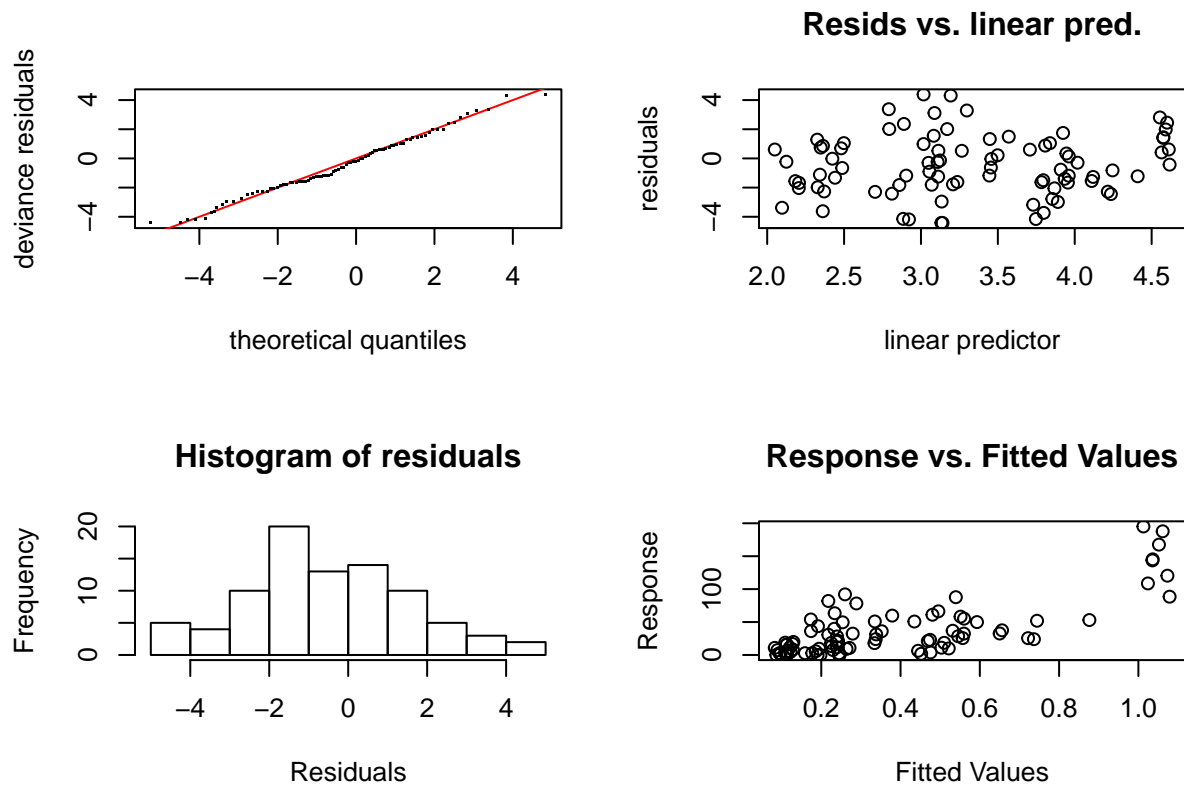 deviance residuals
4
0
−4
−4
−2
0
2
4
theoretical quantiles
Resids vs. linear pred.
residuals
4
0
−4
2.0
2.5
3.0
3.5
4.0
4.5
linear predictor
Histogram of residuals
Frequency
20
10
0
−4
−2
0
2
4
Residuals
Response vs. Fitted Values
Response
100
0
0.2
0.4
0.6
0.8
1.0
Fitted Values